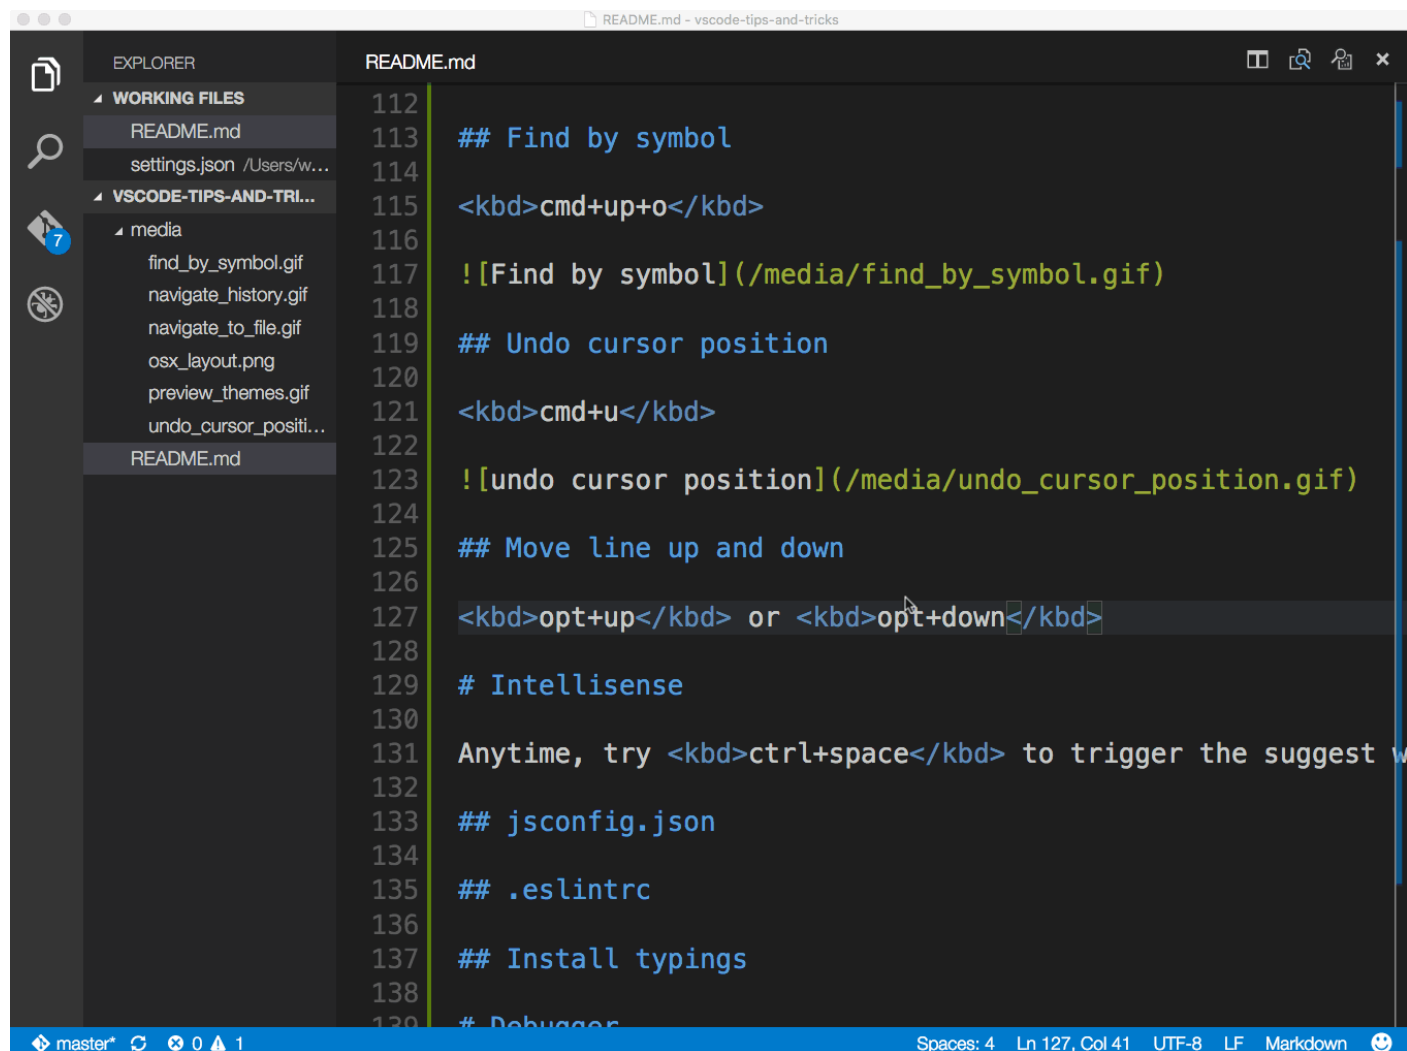 README.md - vscode-tips-and-tricks
EXPLORER
WORKING FILES
README.md
settings.json /Users/w...
VSCODE-TIPS-AND-TRI...
media
find_by_symbol.gif
navigate_history.gif
navigate_to_file.gif
osx_layout.png
preview_themes.gif
undo_cursor_positi...
README.md
7
README.md
112
113 ## Find by symbol
114
115 <kbd>cmd+up+o</kbd>
116
117 ![Find by symbol](/media/find_by_symbol.gif)
118
119 ## Undo cursor position
120
121 <kbd>cmd+u</kbd>
122
123 ![undo cursor position](/media/undo_cursor_position.gif)
124
125 ## Move line up and down
126
127 <kbd>opt+up</kbd> or <kbd>opt+down</kbd>
128
129 # Intellisense
130
131 Anytime, try <kbd>ctrl+space</kbd> to trigger the suggest w
132
133 ## jsconfig.json
134
135 ## .eslintrc
136
137 ## Install typings
138
139 # Debugger
master* 0 1 Spaces: 4 Ln 127, Col 41 UTF-8 LF Markdown